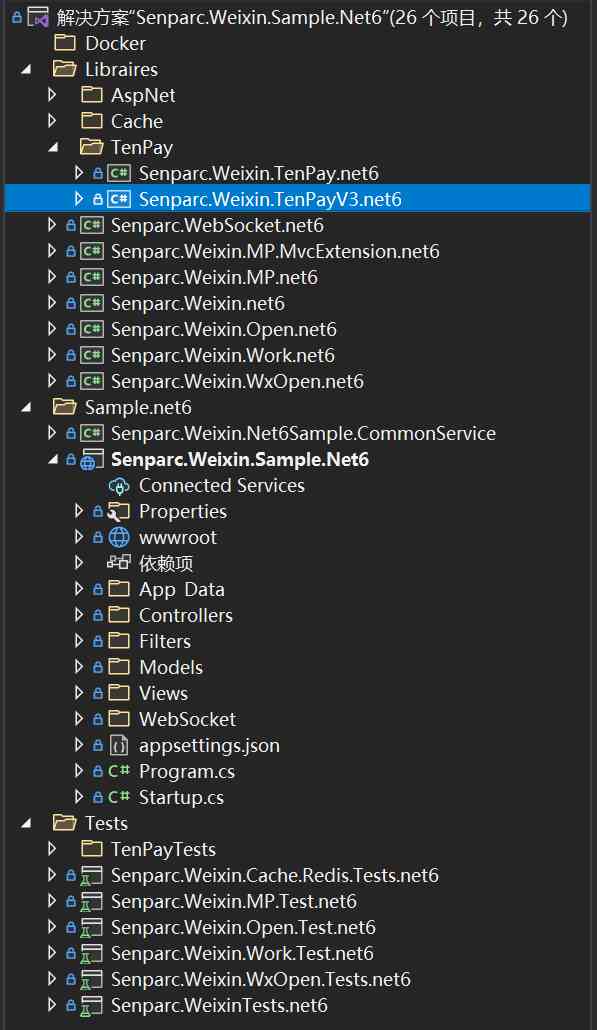 解决方案“Senparc.Weixin.Sample.Net6”(26 个项目，共 26 个)
Docker
Libraires
AspNet
Cache
TenPay
C# Senparc.Weixin.TenPay.net6
C# Senparc.Weixin.TenPayV3.net6
C# Senparc.WebSocket.net6
C# Senparc.Weixin.MP.MvcExtension.net6
C# Senparc.Weixin.MP.net6
C# Senparc.Weixin.net6
C# Senparc.Weixin.Open.net6
C# Senparc.Weixin.Work.net6
C# Senparc.Weixin.WxOpen.net6
Sample.net6
C# Senparc.Weixin.Net6Sample.CommonService
Senparc.Weixin.Sample.Net6
Connected Services
Properties
wwwroot
依赖项
App_Data
Controllers
Filters
Models
Views
WebSocket
appsettings.json
C# Program.cs
C# Startup.cs
Tests
TenPayTests
Senparc.Weixin.Cache.Redis.Tests.net6
Senparc.Weixin.MP.Test.net6
Senparc.Weixin.Open.Test.net6
Senparc.Weixin.Work.Test.net6
Senparc.Weixin.WxOpen.Tests.net6
Senparc.WeixinTests.net6